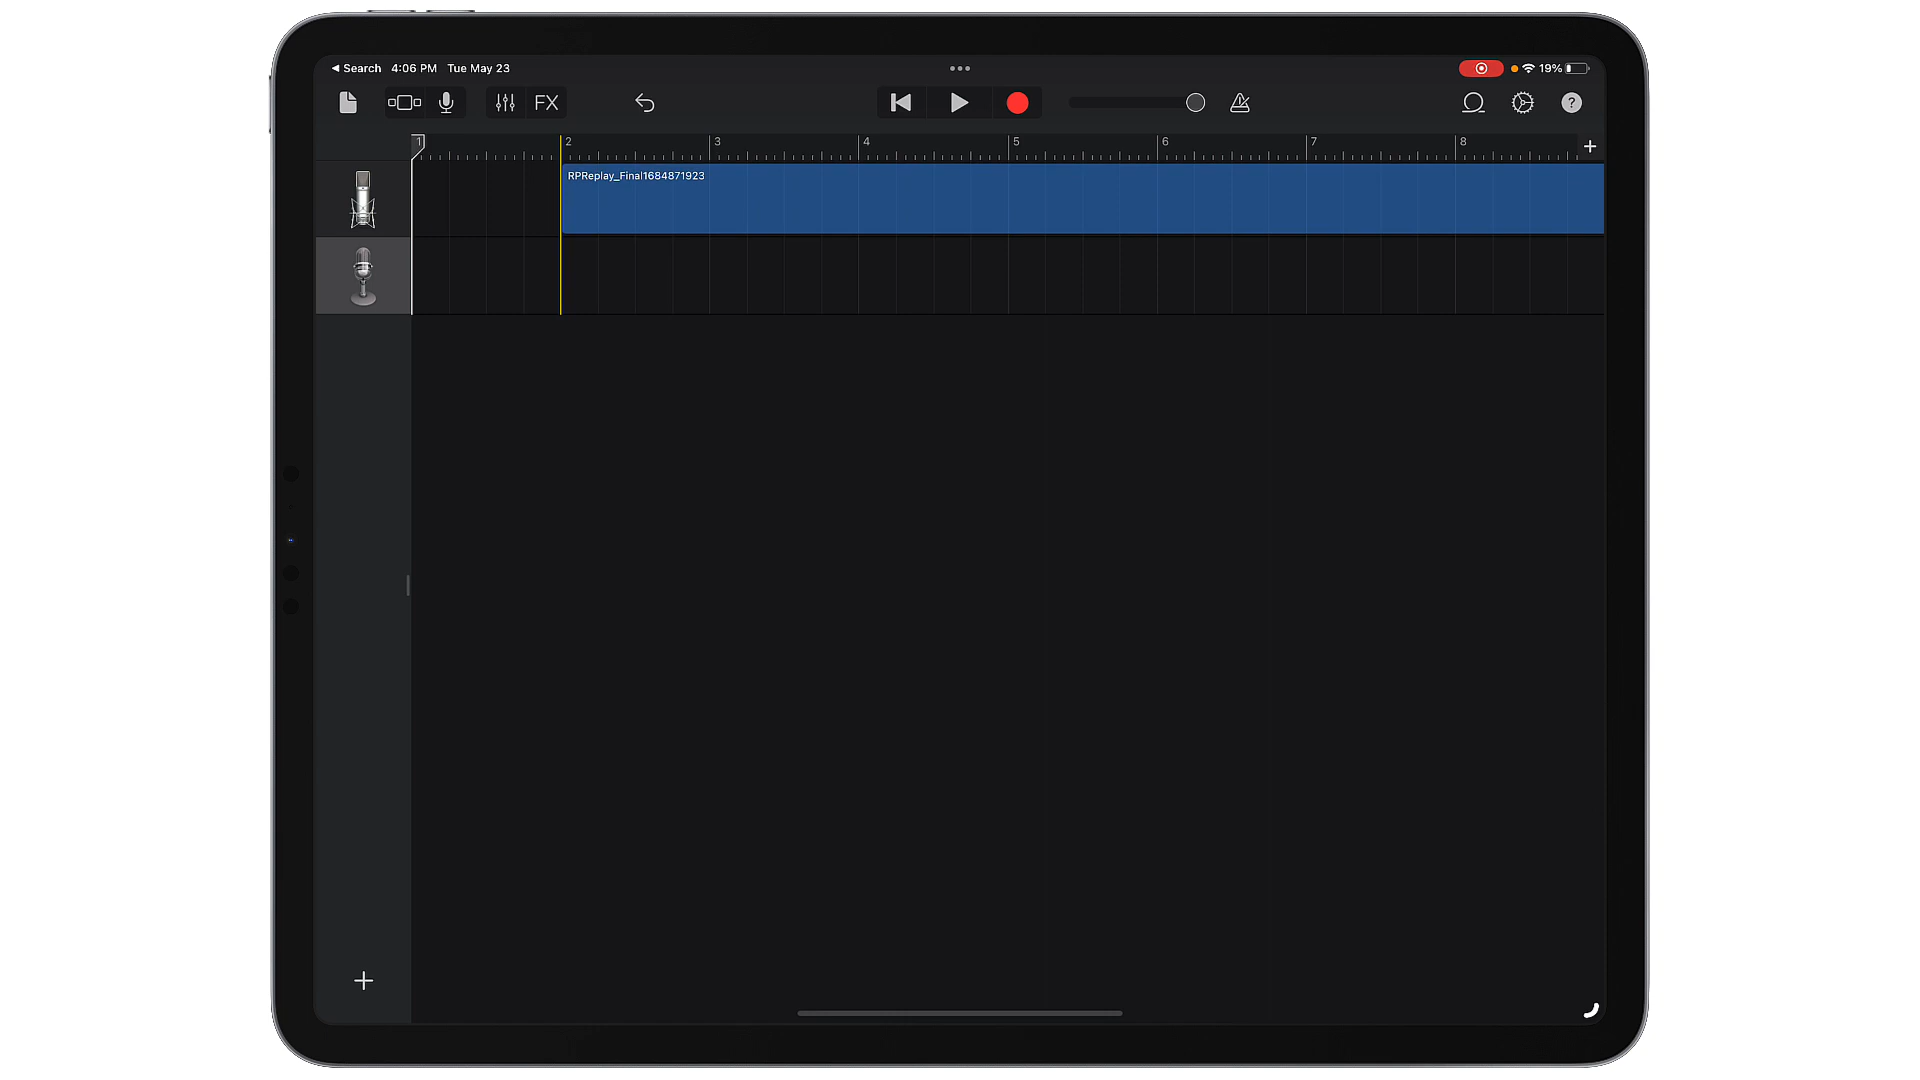 ◀ Search 4:06 PM Tue May 23
19%
FX
?
1 2 3 4 5 6 7 8
RPReplay_Final1684871923